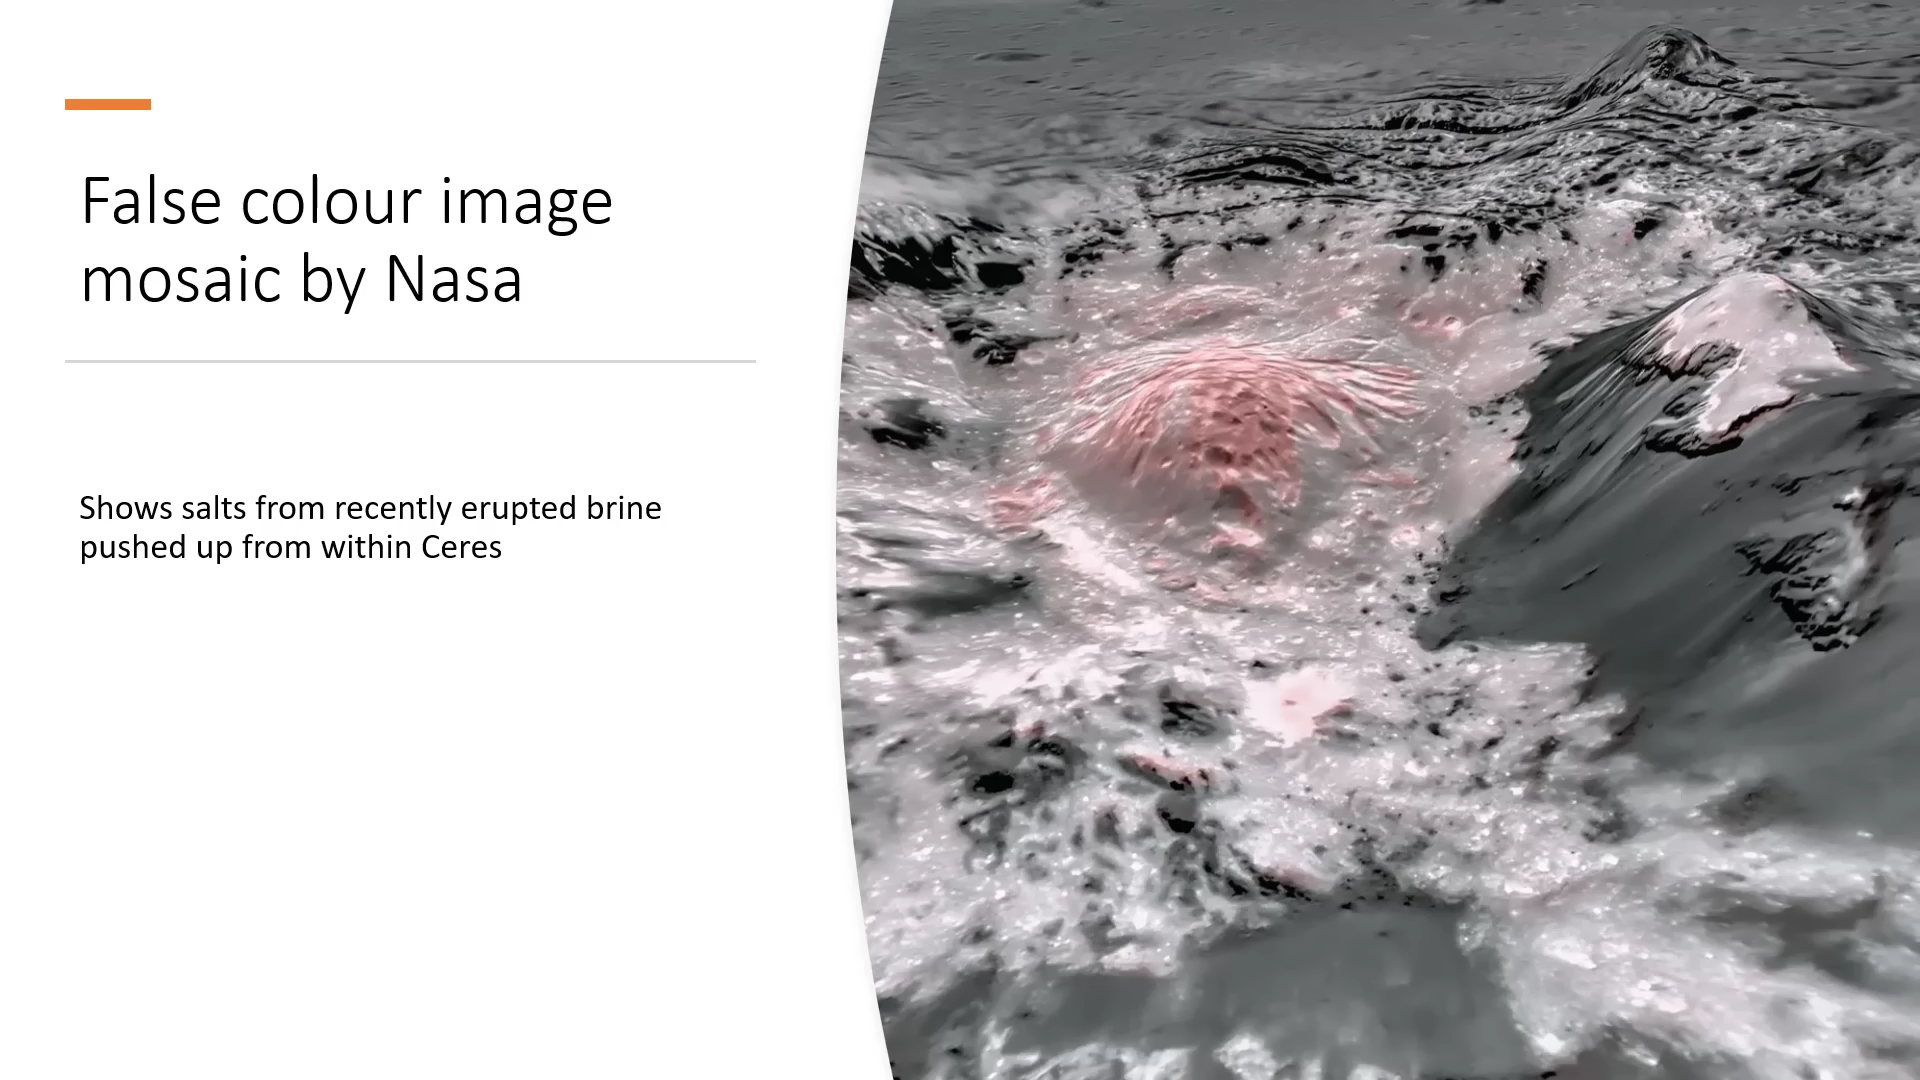 False colour image
mosaic by Nasa
Shows salts from recently erupted brine
pushed up from within Ceres